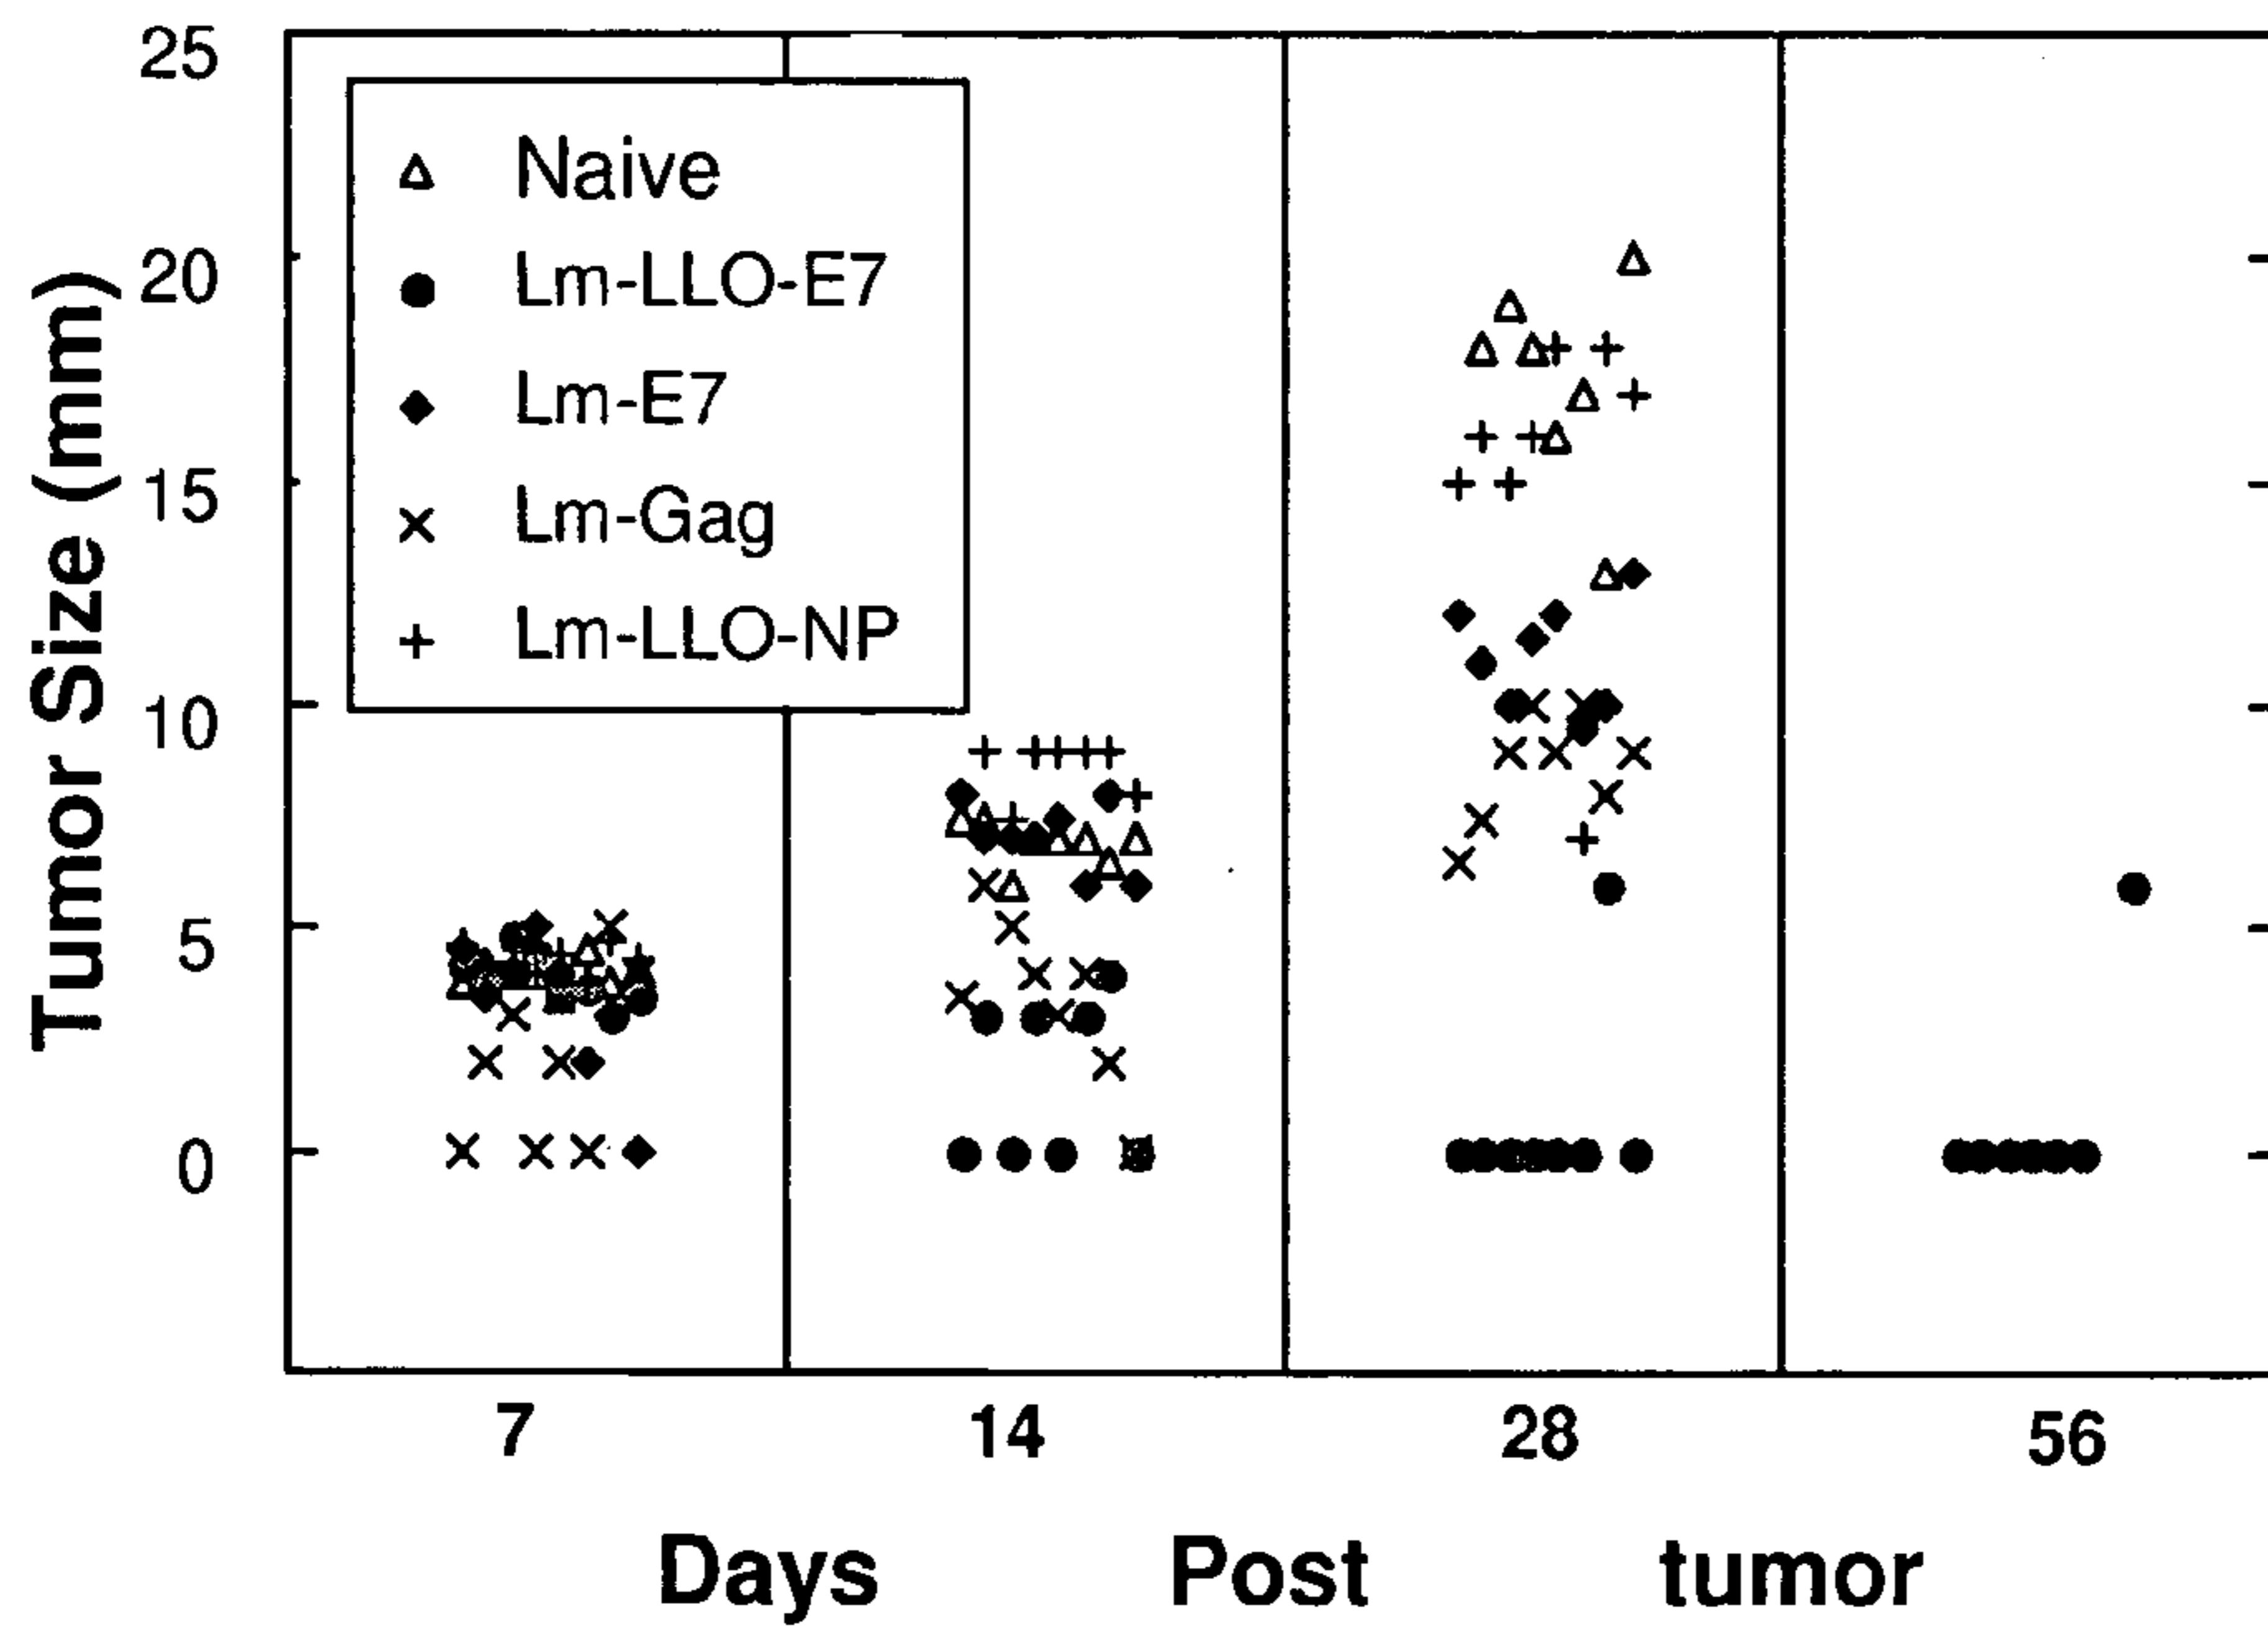 25
20
15
10
5
0
Tumor Size (mm)
Naive
Lm-LLO-E7
Lm-E7
Lm-Gag
Lm-LLO-NP
7 14 28 56
Days Post tumor